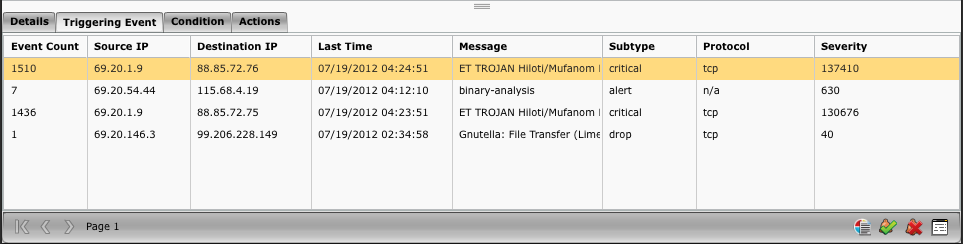 Details Triggering Event Condition Actions
Event Count Source IP Destination IP Last Time Message Subtype Protocol Severity
1510 69.20.1.9 88.85.72.76 07/19/2012 04:24:51 ET TROJAN Hiloti/Mufanom critical tcp 137410
7 69.20.54.44 115.68.4.19 07/19/2012 04:12:10 binary-analysis alert n/a 630
1436 69.20.1.9 88.85.72.75 07/19/2012 04:23:51 ET TROJAN Hiloti/Mufanom critical tcp 130676
1 69.20.146.3 99.206.228.149 07/19/2012 02:34:58 Gnutella: File Transfer (Lime drop tcp 40
Page 1